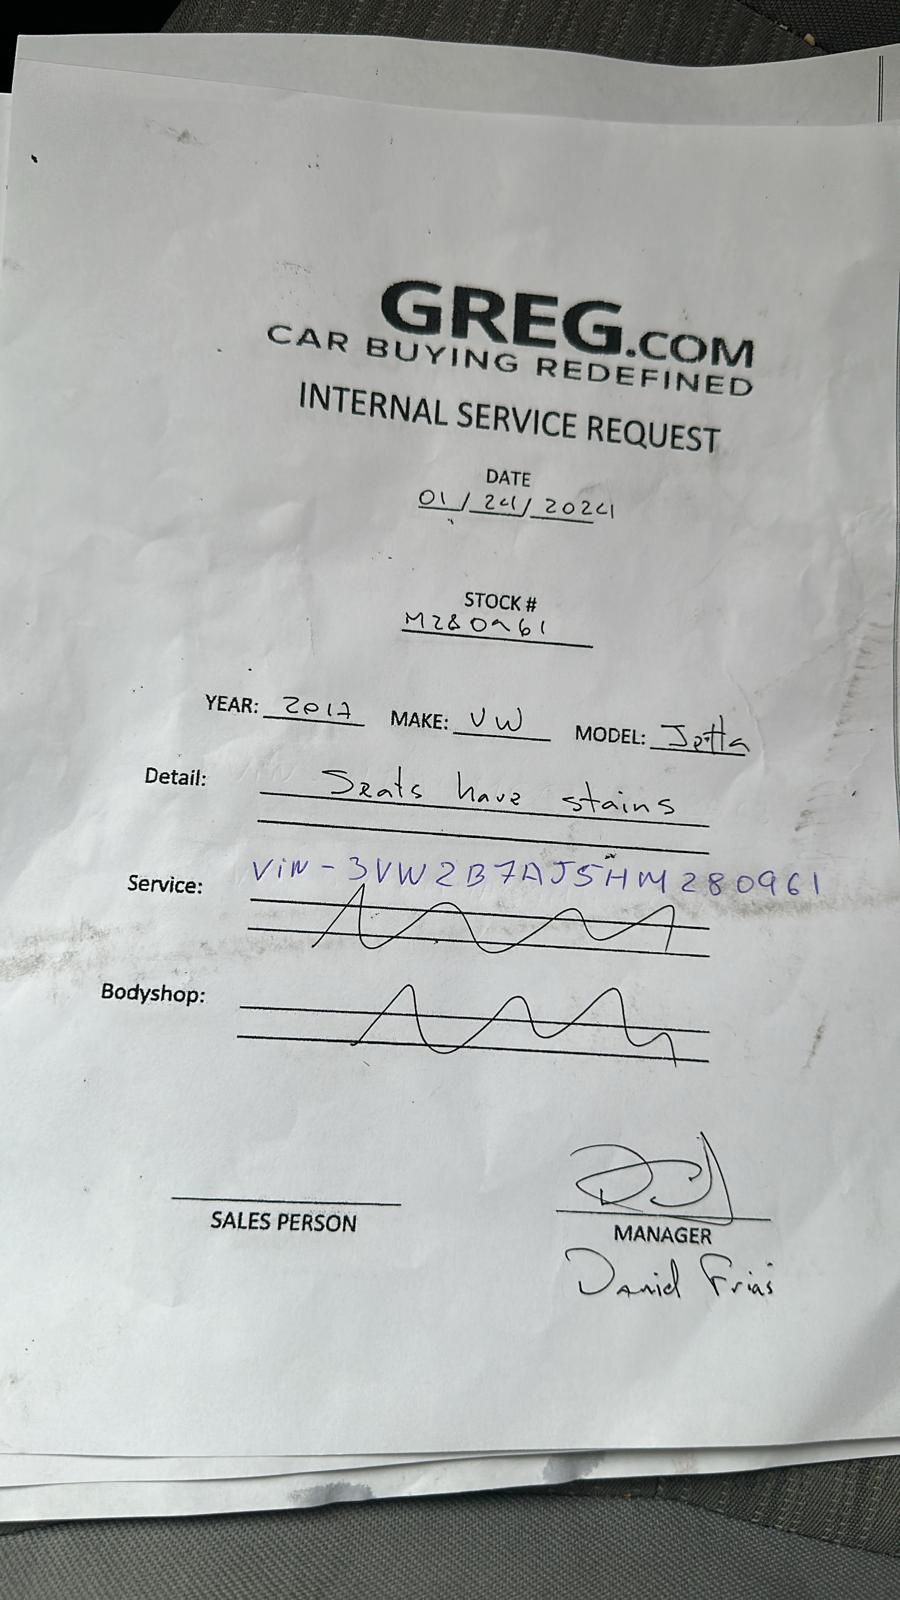 GREG.COM
CAR BUYING REDEFINED
INTERNAL SERVICE REQUEST
DATE
01/24/2024
STOCK #
M280961
YEAR: 2017 MAKE: VW MODEL: Jetta
Detail: Seats have stains
Service: ViN-3VW2B7AJ5HM280961
Bodyshop:
SALES PERSON
MANAGER
Daniel Frias